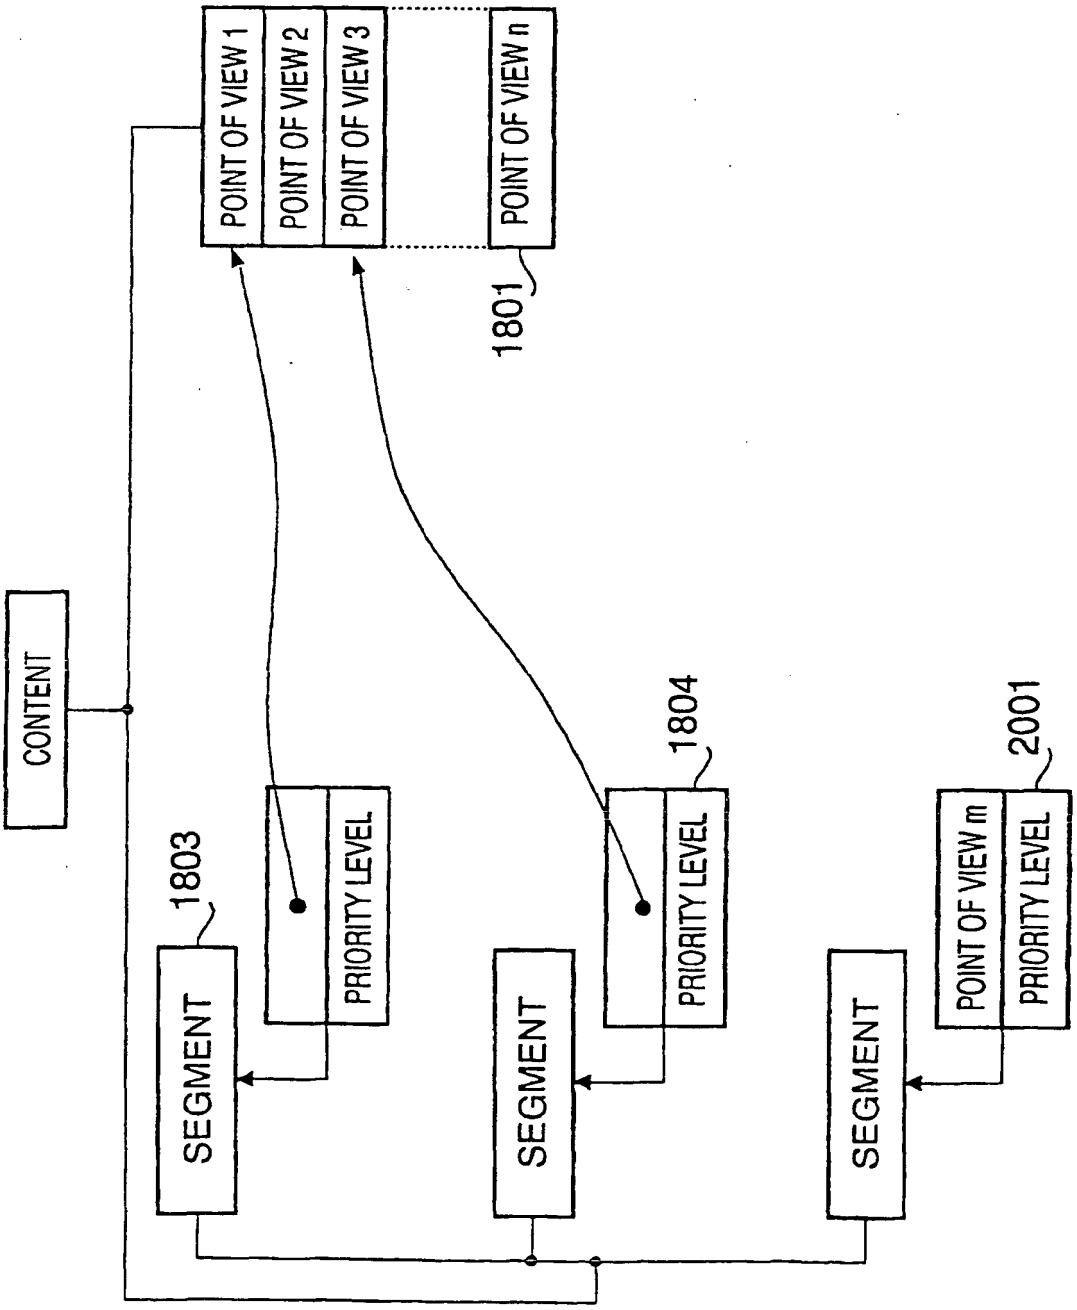 CONTENT
POINT OF VIEW 1
POINT OF VIEW 2
POINT OF VIEW 3
POINT OF VIEW n
1801
1803
SEGMENT
PRIORITY LEVEL
SEGMENT
PRIORITY LEVEL
1804
SEGMENT
POINT OF VIEW m
PRIORITY LEVEL
2001